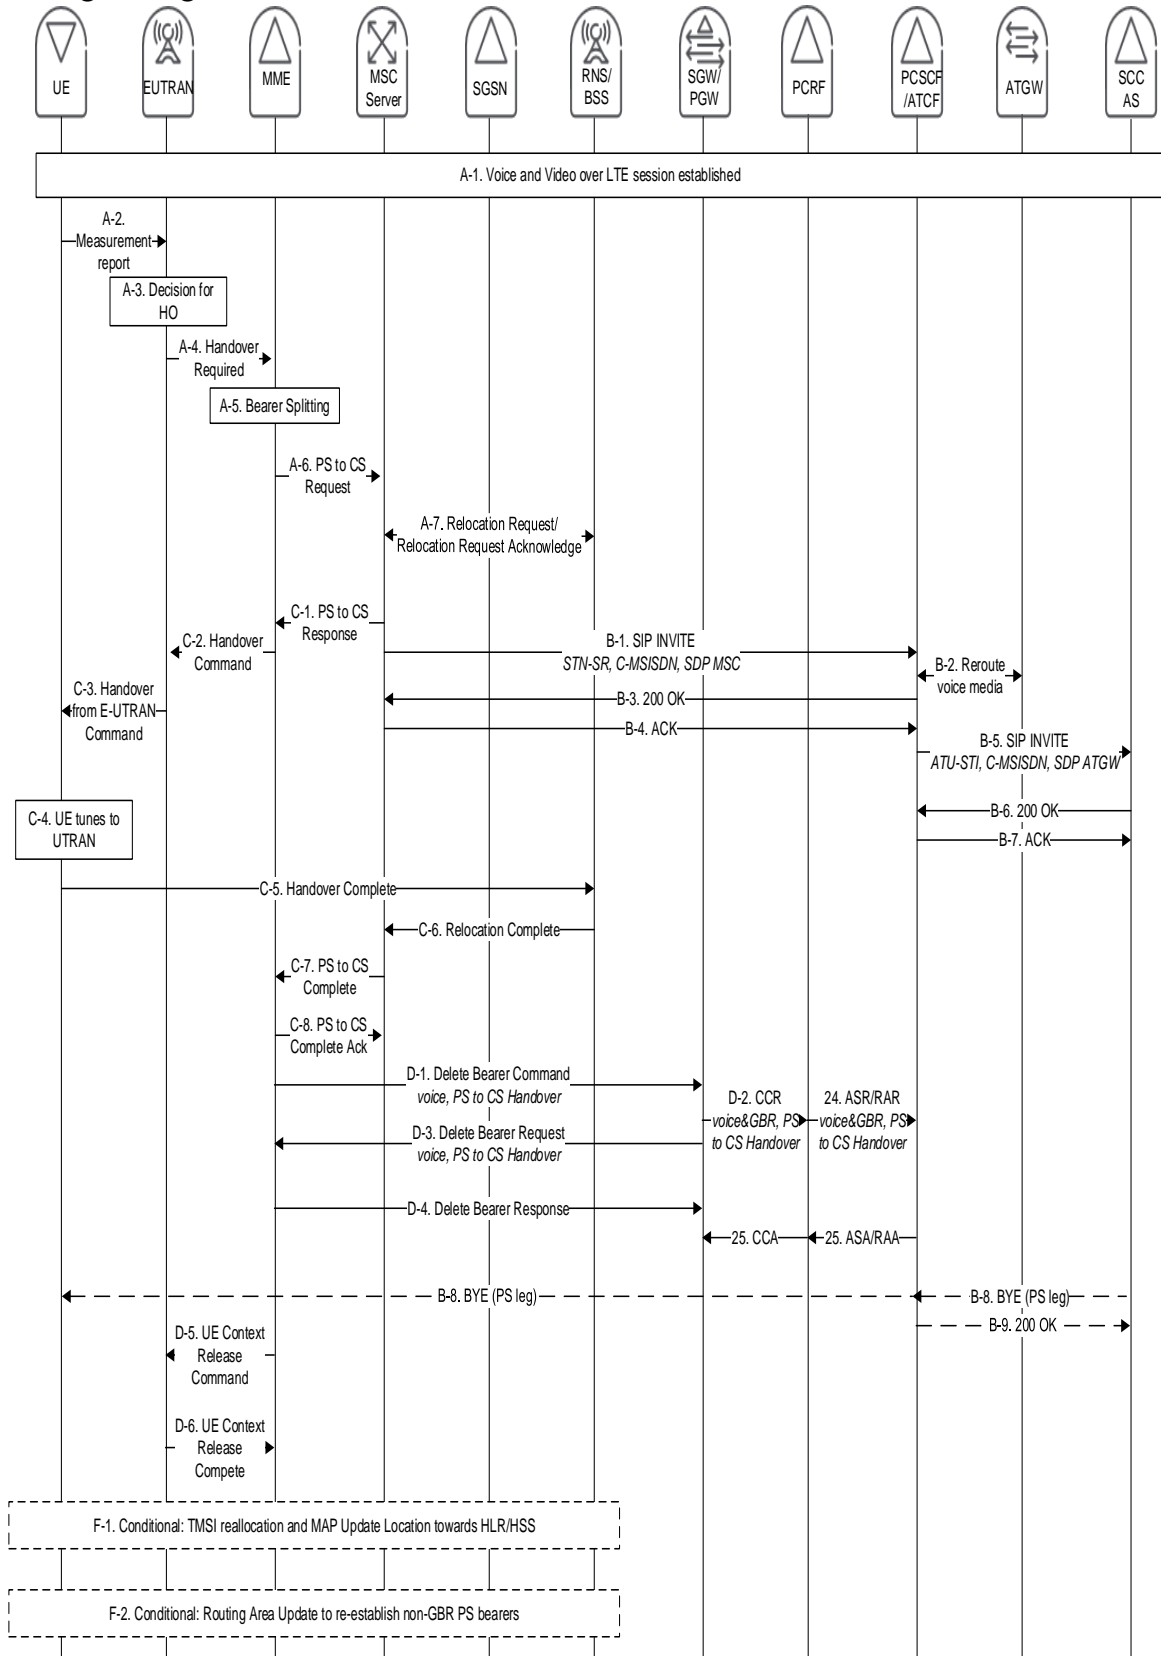 UE
EUTRAN
MME
MSC
Server
SGSN
RNS/
BSS
SGW/
PGW
PCRF
PCSCF
/ATCF
ATGW
SCC
AS
A-1. Voice and Video over LTE session established
A-2.
Measurement
report
A-3. Decision for
HO
A-4. Handover
Required
A-5. Bearer Splitting
A-6. PS to CS
Request
A-7. Relocation Request/
Relocation Request Acknowledge
C-1. PS to CS
Response
C-2. Handover
Command
B-1. SIP INVITE
STN-SR, C-MSISDN, SDP MSC
B-2. Reroute
voice media
C-3. Handover
from E-UTRAN
Command
B-3. 200 OK
B-4. ACK
B-5. SIP INVITE
ATU-STI, C-MSISDN, SDP ATGW
C-4. UE tunes to
UTRAN
B-6. 200 OK
B-7. ACK
C-5. Handover Complete
C-6. Relocation Complete
C-7. PS to CS
Complete
C-8. PS to CS
Complete Ack
D-1. Delete Bearer Command
voice, PS to CS Handover
D-2. CCR
voice&GBR, PS
to CS Handover
24. ASR/RAR
voice&GBR, PS
to CS Handover
D-3. Delete Bearer Request
voice, PS to CS Handover
D-4. Delete Bearer Response
25. CCA
25. ASA/RAA
B-8. BYE (PS leg)
B-8. BYE (PS leg)
B-9. 200 OK
D-5. UE Context
Release
Command
D-6. UE Context
Release
Compete
F-1. Conditional: TMSI reallocation and MAP Update Location towards HLR/HSS
F-2. Conditional: Routing Area Update to re-establish non-GBR PS bearers